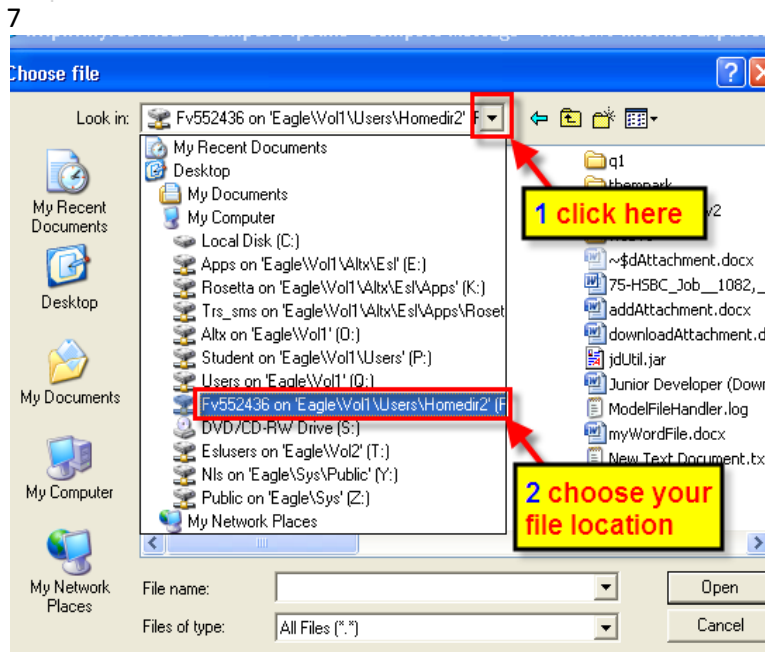 7
Choose file
Look in:
Fv552436 on 'Eagle\Vol1\Users\Homedir2' (F
My Recent Documents
Desktop
My Documents
My Computer
Local Disk (C:)
Apps on 'Eagle\Vol1\Altx\Esl' (E:)
Rosetta on 'Eagle\Vol1\Altx\Esl\Apps' (K:)
Trs_sms on 'Eagle\Vol1\Altx\Esl\Apps\Roset
Altx on 'Eagle\Vol1' (O:)
Student on 'Eagle\Vol1\Users' (P:)
Users on 'Eagle\Vol1' (Q:)
Fv552436 on 'Eagle\Vol1\Users\Homedir2' (F
DVD/CD-RW Drive (S:)
Eslusers on 'Eagle\Vol2' (T:)
Nls on 'Eagle\Sys\Public' (Y:)
Public on 'Eagle\Sys' (Z:)
My Network Places
My Recent
Documents
Desktop
My Documents
My Computer
My Network
Places
q1
thempark
v2
~$dAttachment.docx
75-HSBC_Job__1082,_
addAttachment.docx
downloadAttachment.d
jdUtil.jar
Junior Developer (Down
ModelFileHandler.log
myWordFile.docx
New Text Document.tx
1 click here
2 choose your
file location
File name:
Open
Files of type:
All Files (*.*)
Cancel